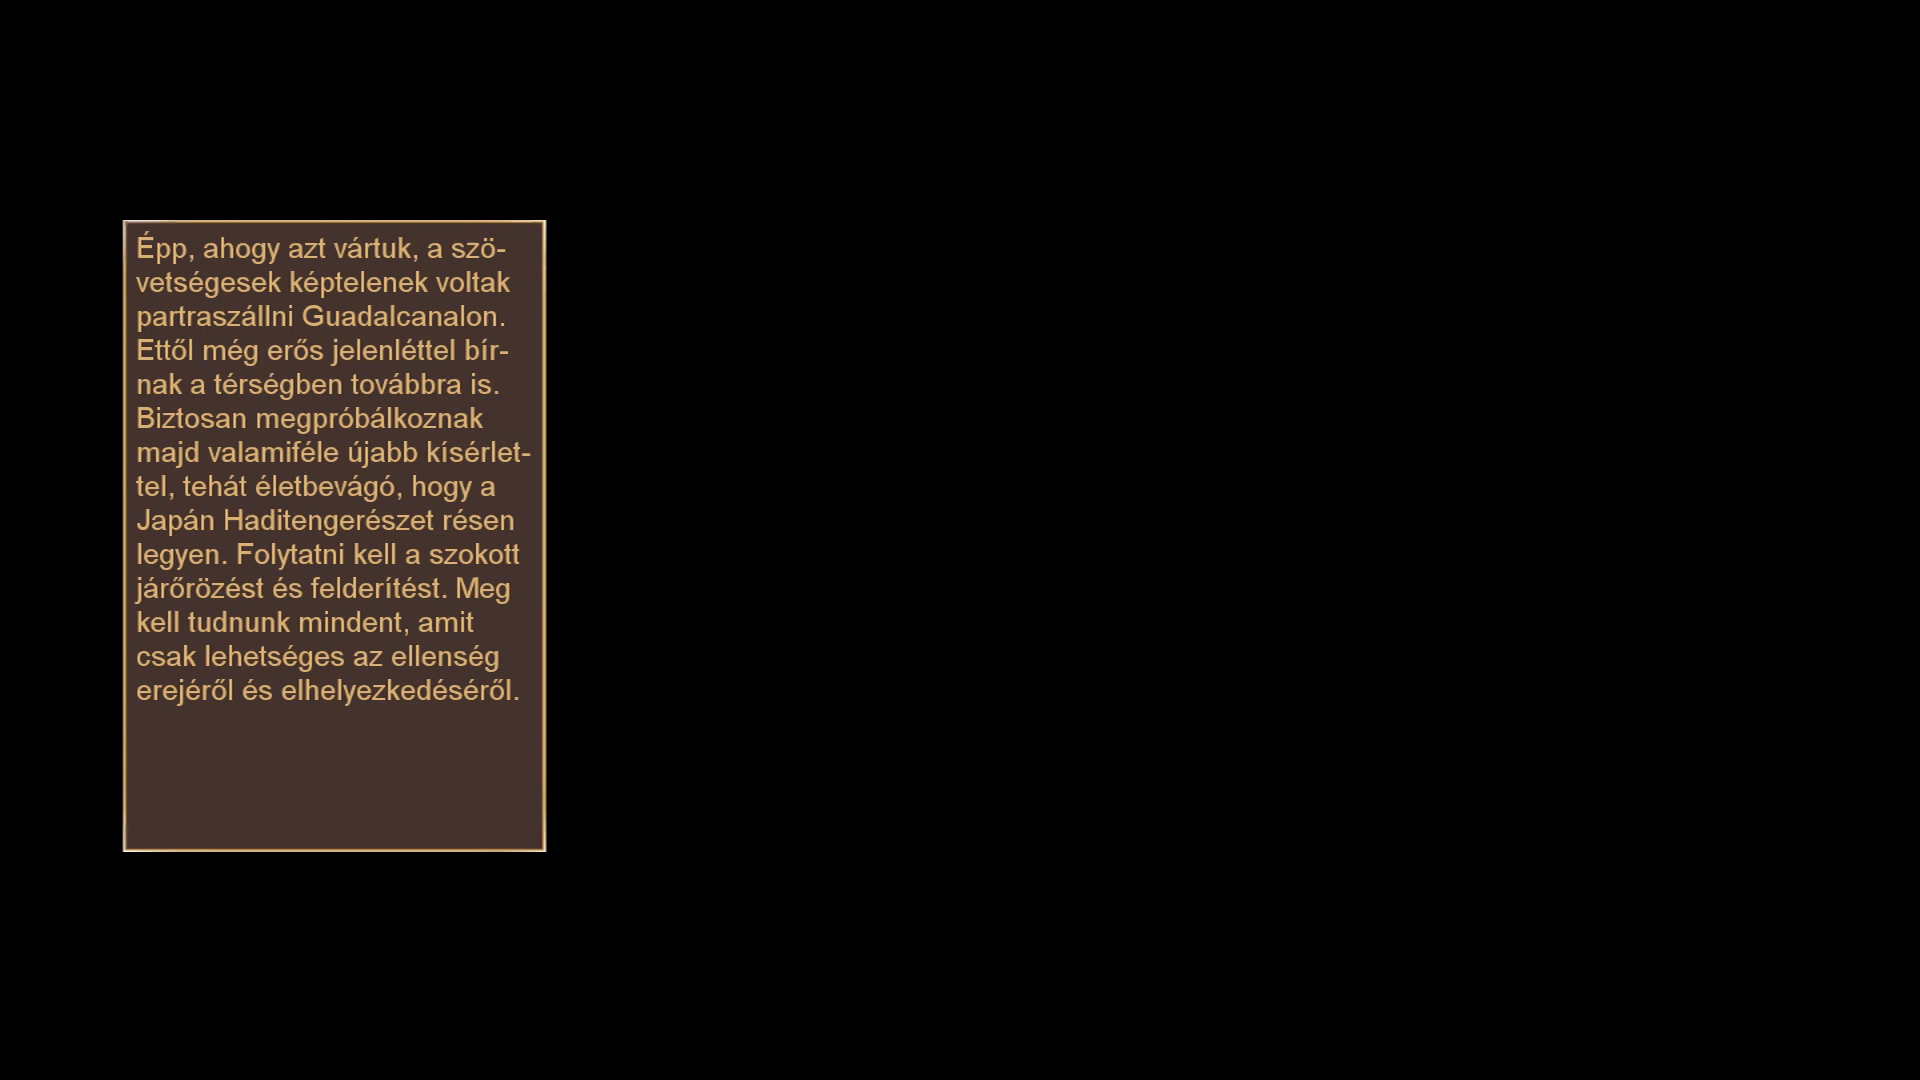 Épp, ahogy azt vártuk, a szö-
vetségesek képtelenek voltak
partraszállni Guadalcanalon.
Ettől még erős jelenléttel bír-
nak a térségben továbbra is.
Biztosan megpróbálkoznak
majd valamiféle újabb kísérlet-
tel, tehát életbevágó, hogy a
Japán Haditengerészet résen
legyen. Folytatni kell a szokott
járőrözést és felderítést. Meg
kell tudnunk mindent, amit
csak lehetséges az ellenség
erejéről és elhelyezkedéséről.